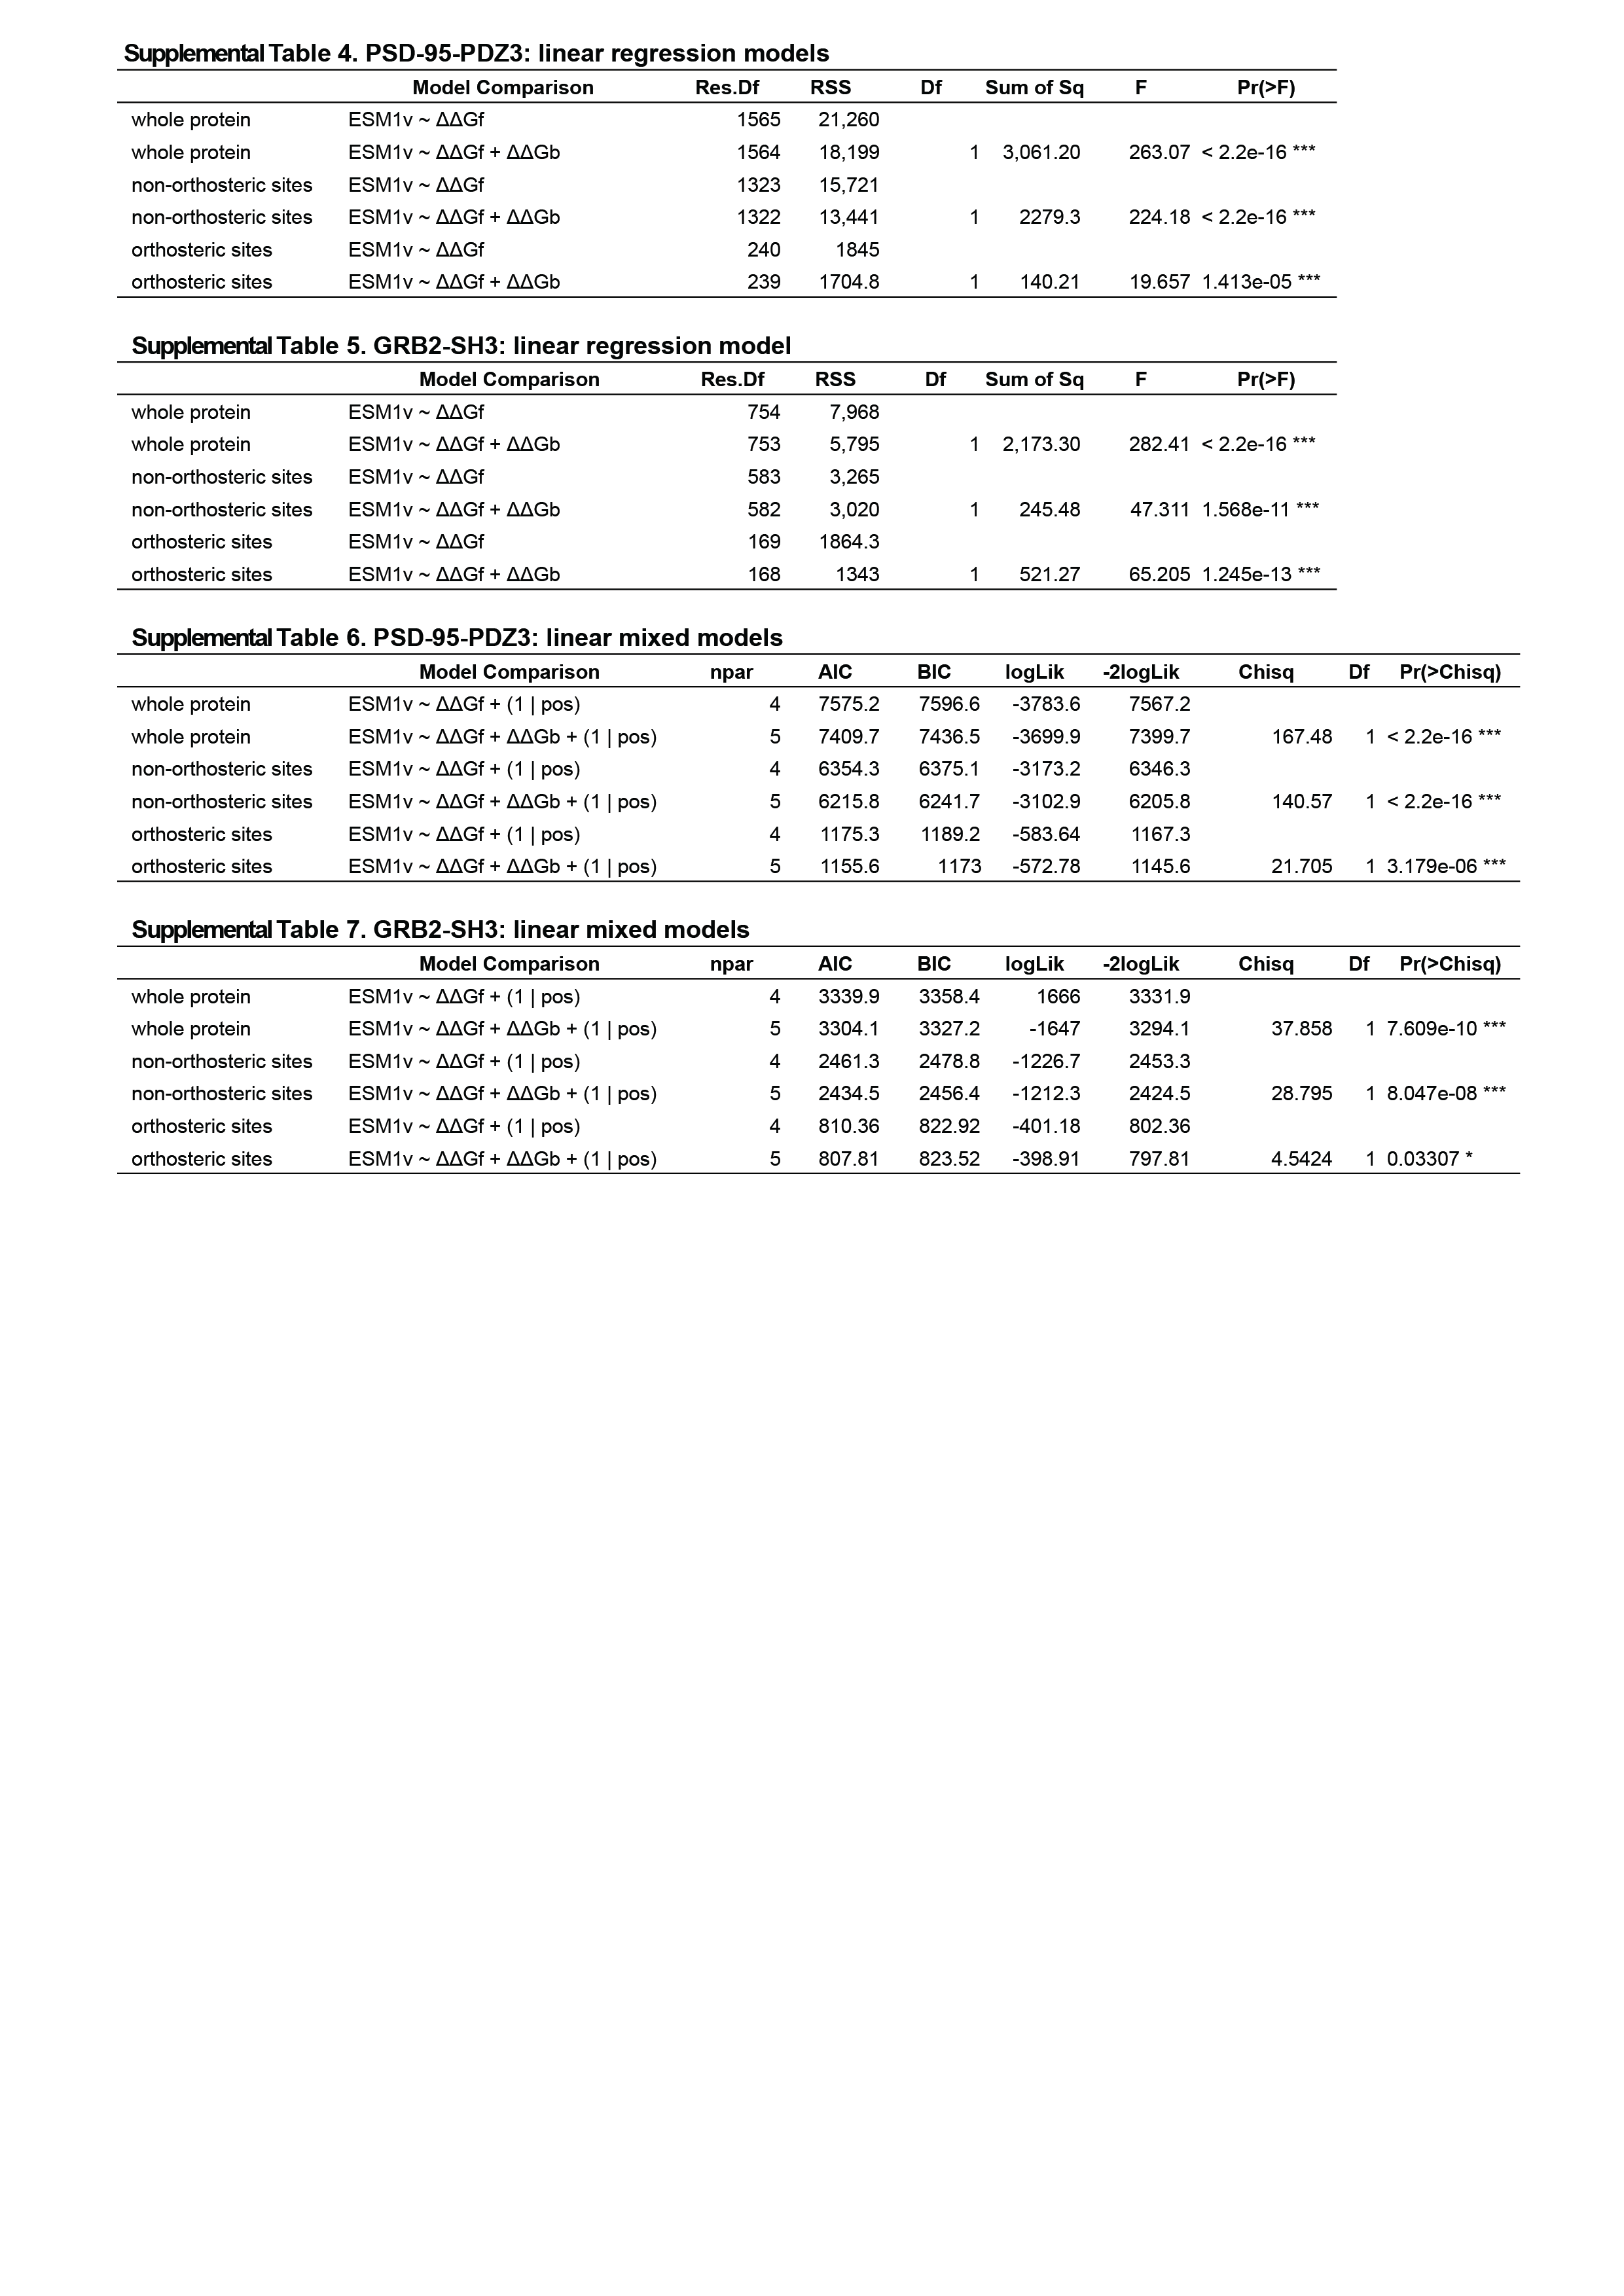 Supplemental Table 4. PSD-95-PDZ3: linear regression models
Model Comparison Res.Df RSS Df Sum of Sq F Pr(>F)
whole protein ESM1v ~ ΔΔGf 1565 21,260
whole protein ESM1v ~ ΔΔGf + ΔΔGb 1564 18,199 1 3,061.20 263.07 < 2.2e-16 ***
non-orthosteric sites ESM1v ~ ΔΔGf 1323 15,721
non-orthosteric sites ESM1v ~ ΔΔGf + ΔΔGb 1322 13,441 1 2279.3 224.18 < 2.2e-16 ***
orthosteric sites ESM1v ~ ΔΔGf 240 1845
orthosteric sites ESM1v ~ ΔΔGf + ΔΔGb 239 1704.8 1 140.21 19.657 1.413e-05 ***
Supplemental Table 5. GRB2-SH3: linear regression model
Model Comparison Res.Df RSS Df Sum of Sq F Pr(>F)
whole protein ESM1v ~ ΔΔGf 754 7,968
whole protein ESM1v ~ ΔΔGf + ΔΔGb 753 5,795 1 2,173.30 282.41 < 2.2e-16 ***
non-orthosteric sites ESM1v ~ ΔΔGf 583 3,265
non-orthosteric sites ESM1v ~ ΔΔGf + ΔΔGb 582 3,020 1 245.48 47.311 1.568e-11 ***
orthosteric sites ESM1v ~ ΔΔGf 169 1864.3
orthosteric sites ESM1v ~ ΔΔGf + ΔΔGb 168 1343 1 521.27 65.205 1.245e-13 ***
Supplemental Table 6. PSD-95-PDZ3: linear mixed models
Model Comparison npar AIC BIC logLik -2logLik Chisq Df Pr(>Chisq)
whole protein ESM1v ~ ΔΔGf + (1 | pos) 4 7575.2 7596.6 -3783.6 7567.2
whole protein ESM1v ~ ΔΔGf + ΔΔGb + (1 | pos) 5 7409.7 7436.5 -3699.9 7399.7 167.48 1 < 2.2e-16 ***
non-orthosteric sites ESM1v ~ ΔΔGf + (1 | pos) 4 6354.3 6375.1 -3173.2 6346.3
non-orthosteric sites ESM1v ~ ΔΔGf + ΔΔGb + (1 | pos) 5 6215.8 6241.7 -3102.9 6205.8 140.57 1 < 2.2e-16 ***
orthosteric sites ESM1v ~ ΔΔGf + (1 | pos) 4 1175.3 1189.2 -583.64 1167.3
orthosteric sites ESM1v ~ ΔΔGf + ΔΔGb + (1 | pos) 5 1155.6 1173 -572.78 1145.6 21.705 1 3.179e-06 ***
Supplemental Table 7. GRB2-SH3: linear mixed models
Model Comparison npar AIC BIC logLik -2logLik Chisq Df Pr(>Chisq)
whole protein ESM1v ~ ΔΔGf + (1 | pos) 4 3339.9 3358.4 1666 3331.9
whole protein ESM1v ~ ΔΔGf + ΔΔGb + (1 | pos) 5 3304.1 3327.2 -1647 3294.1 37.858 1 7.609e-10 ***
non-orthosteric sites ESM1v ~ ΔΔGf + (1 | pos) 4 2461.3 2478.8 -1226.7 2453.3
non-orthosteric sites ESM1v ~ ΔΔGf + ΔΔGb + (1 | pos) 5 2434.5 2456.4 -1212.3 2424.5 28.795 1 8.047e-08 ***
orthosteric sites ESM1v ~ ΔΔGf + (1 | pos) 4 810.36 822.92 -401.18 802.36
orthosteric sites ESM1v ~ ΔΔGf + ΔΔGb + (1 | pos) 5 807.81 823.52 -398.91 797.81 4.5424 1 0.03307 *